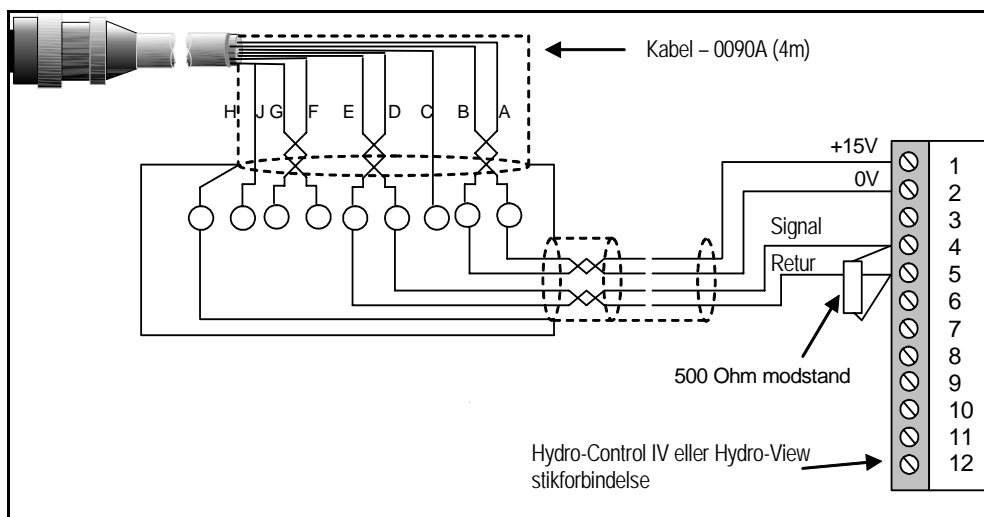 Kabel – 0090A (4m)
H J G F E D C B A
+15V
0V
Signal
Retur
1
2
3
4
5
6
7
8
9
10
11
12
500 Ohm modstand
Hydro-Control IV eller Hydro-View
stikforbindelse